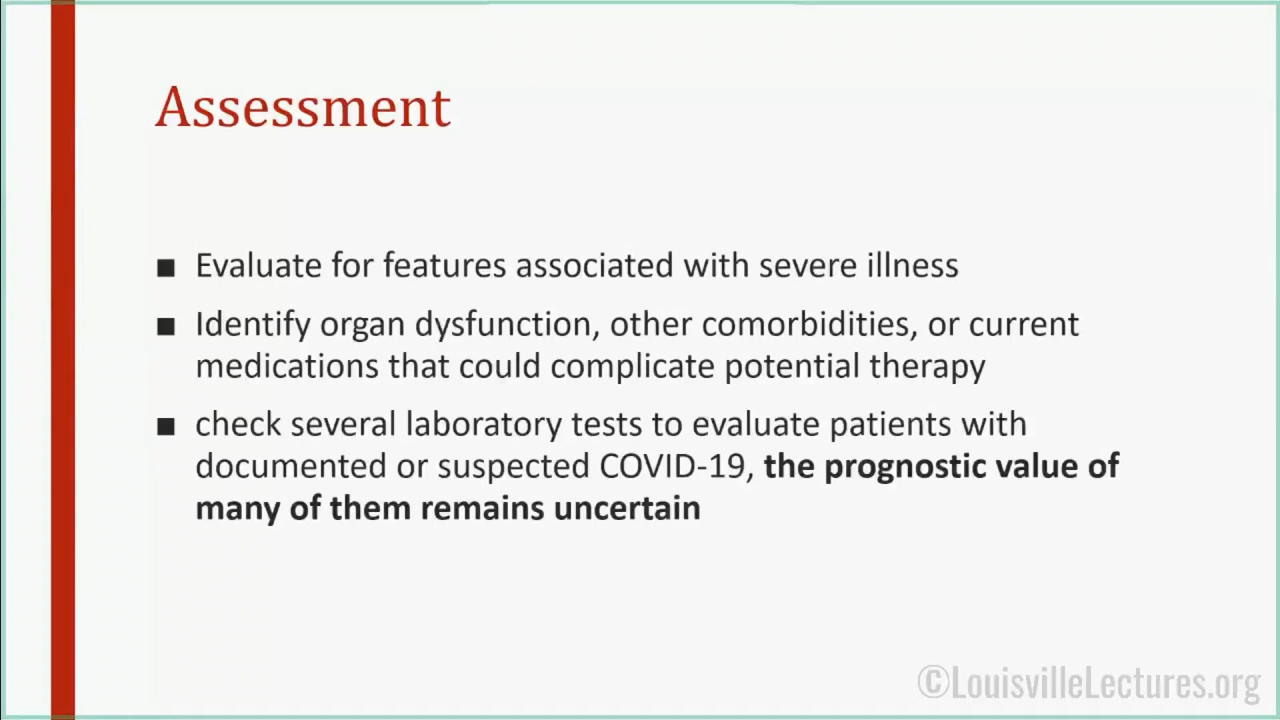 Assessment
■ Evaluate for features associated with severe illness
■ Identify organ dysfunction, other comorbidities, or current
medications that could complicate potential therapy
■ check several laboratory tests to evaluate patients with
documented or suspected COVID-19, the prognostic value of
many of them remains uncertain
©LouisvilleLectures.org